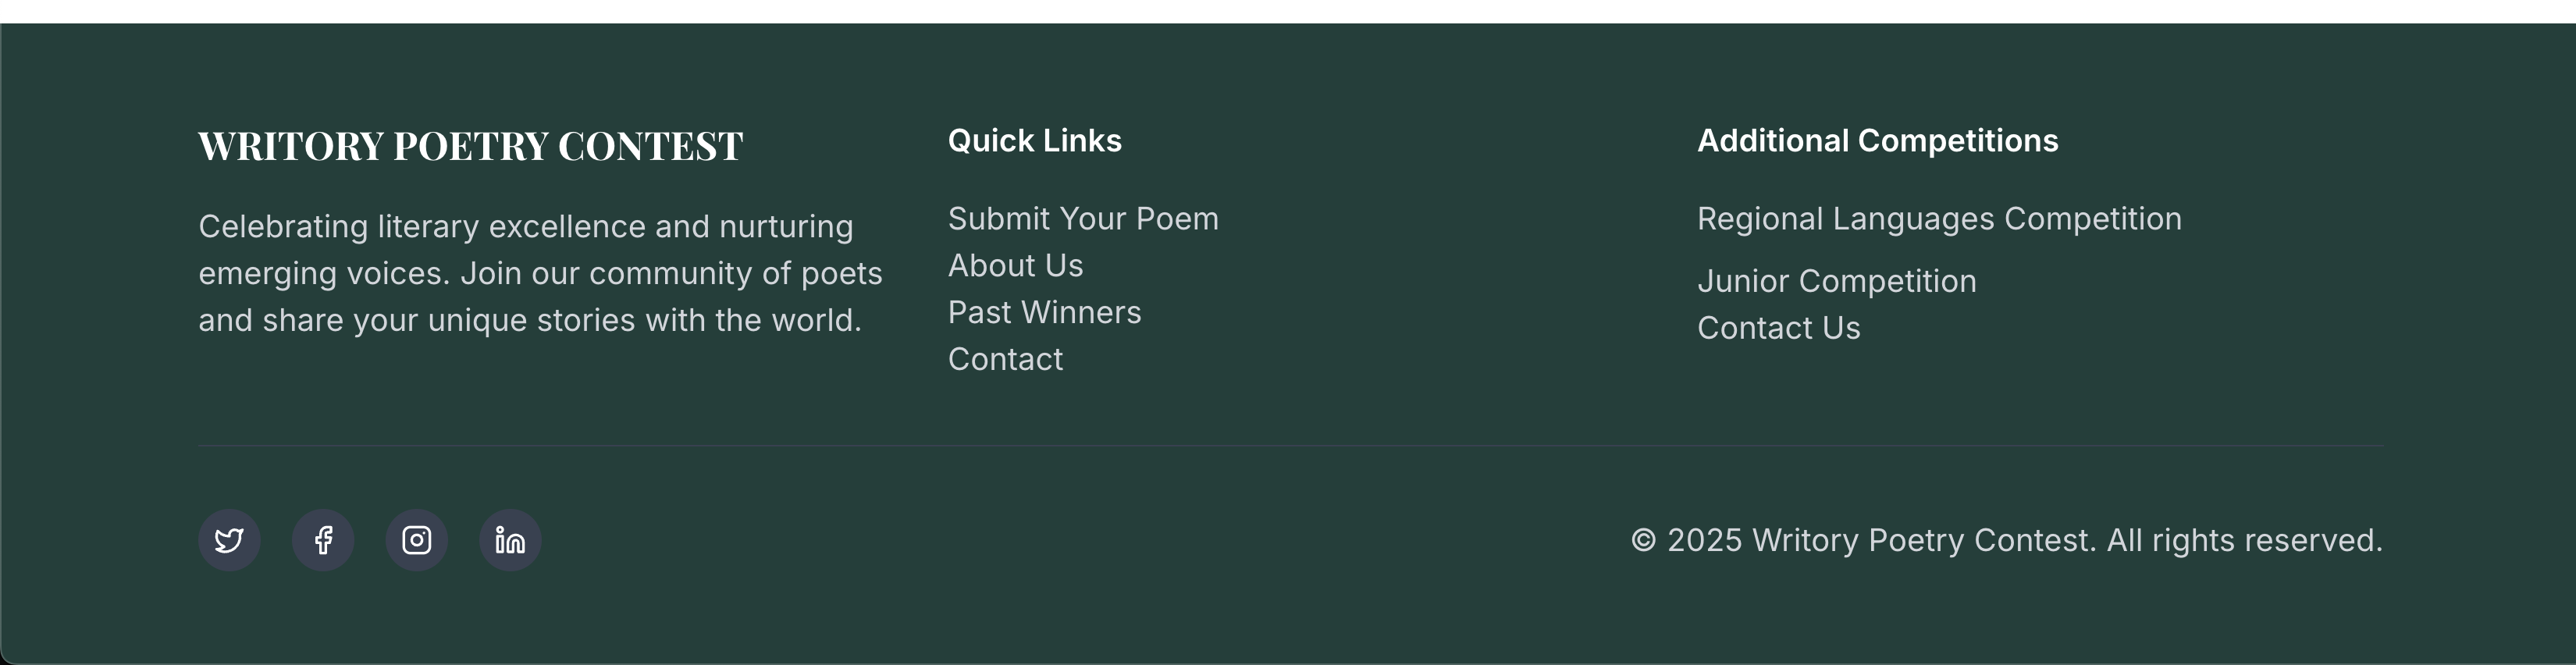 WRITORY POETRY CONTEST
Celebrating literary excellence and nurturing
emerging voices. Join our community of poets
and share your unique stories with the world.
Quick Links
Submit Your Poem
About Us
Past Winners
Contact
Additional Competitions
Regional Languages Competition
Junior Competition
Contact Us
© 2025 Writory Poetry Contest. All rights reserved.